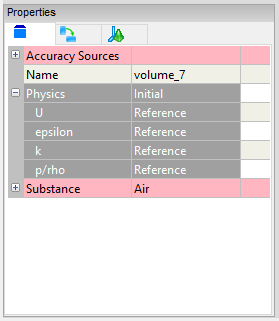 Properties
Accuracy Sources
Name volume_7
Physics Initial
U Reference
epsilon Reference
k Reference
p/rho Reference
Substance Air